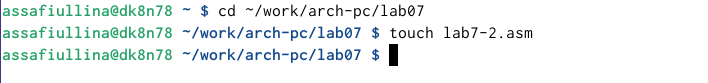 assafiullina@dk8n78 ~ $ cd ~/work/arch-pc/lab07
assafiullina@dk8n78 ~/work/arch-pc/lab07 $ touch lab7-2.asm
assafiullina@dk8n78 ~/work/arch-pc/lab07 $